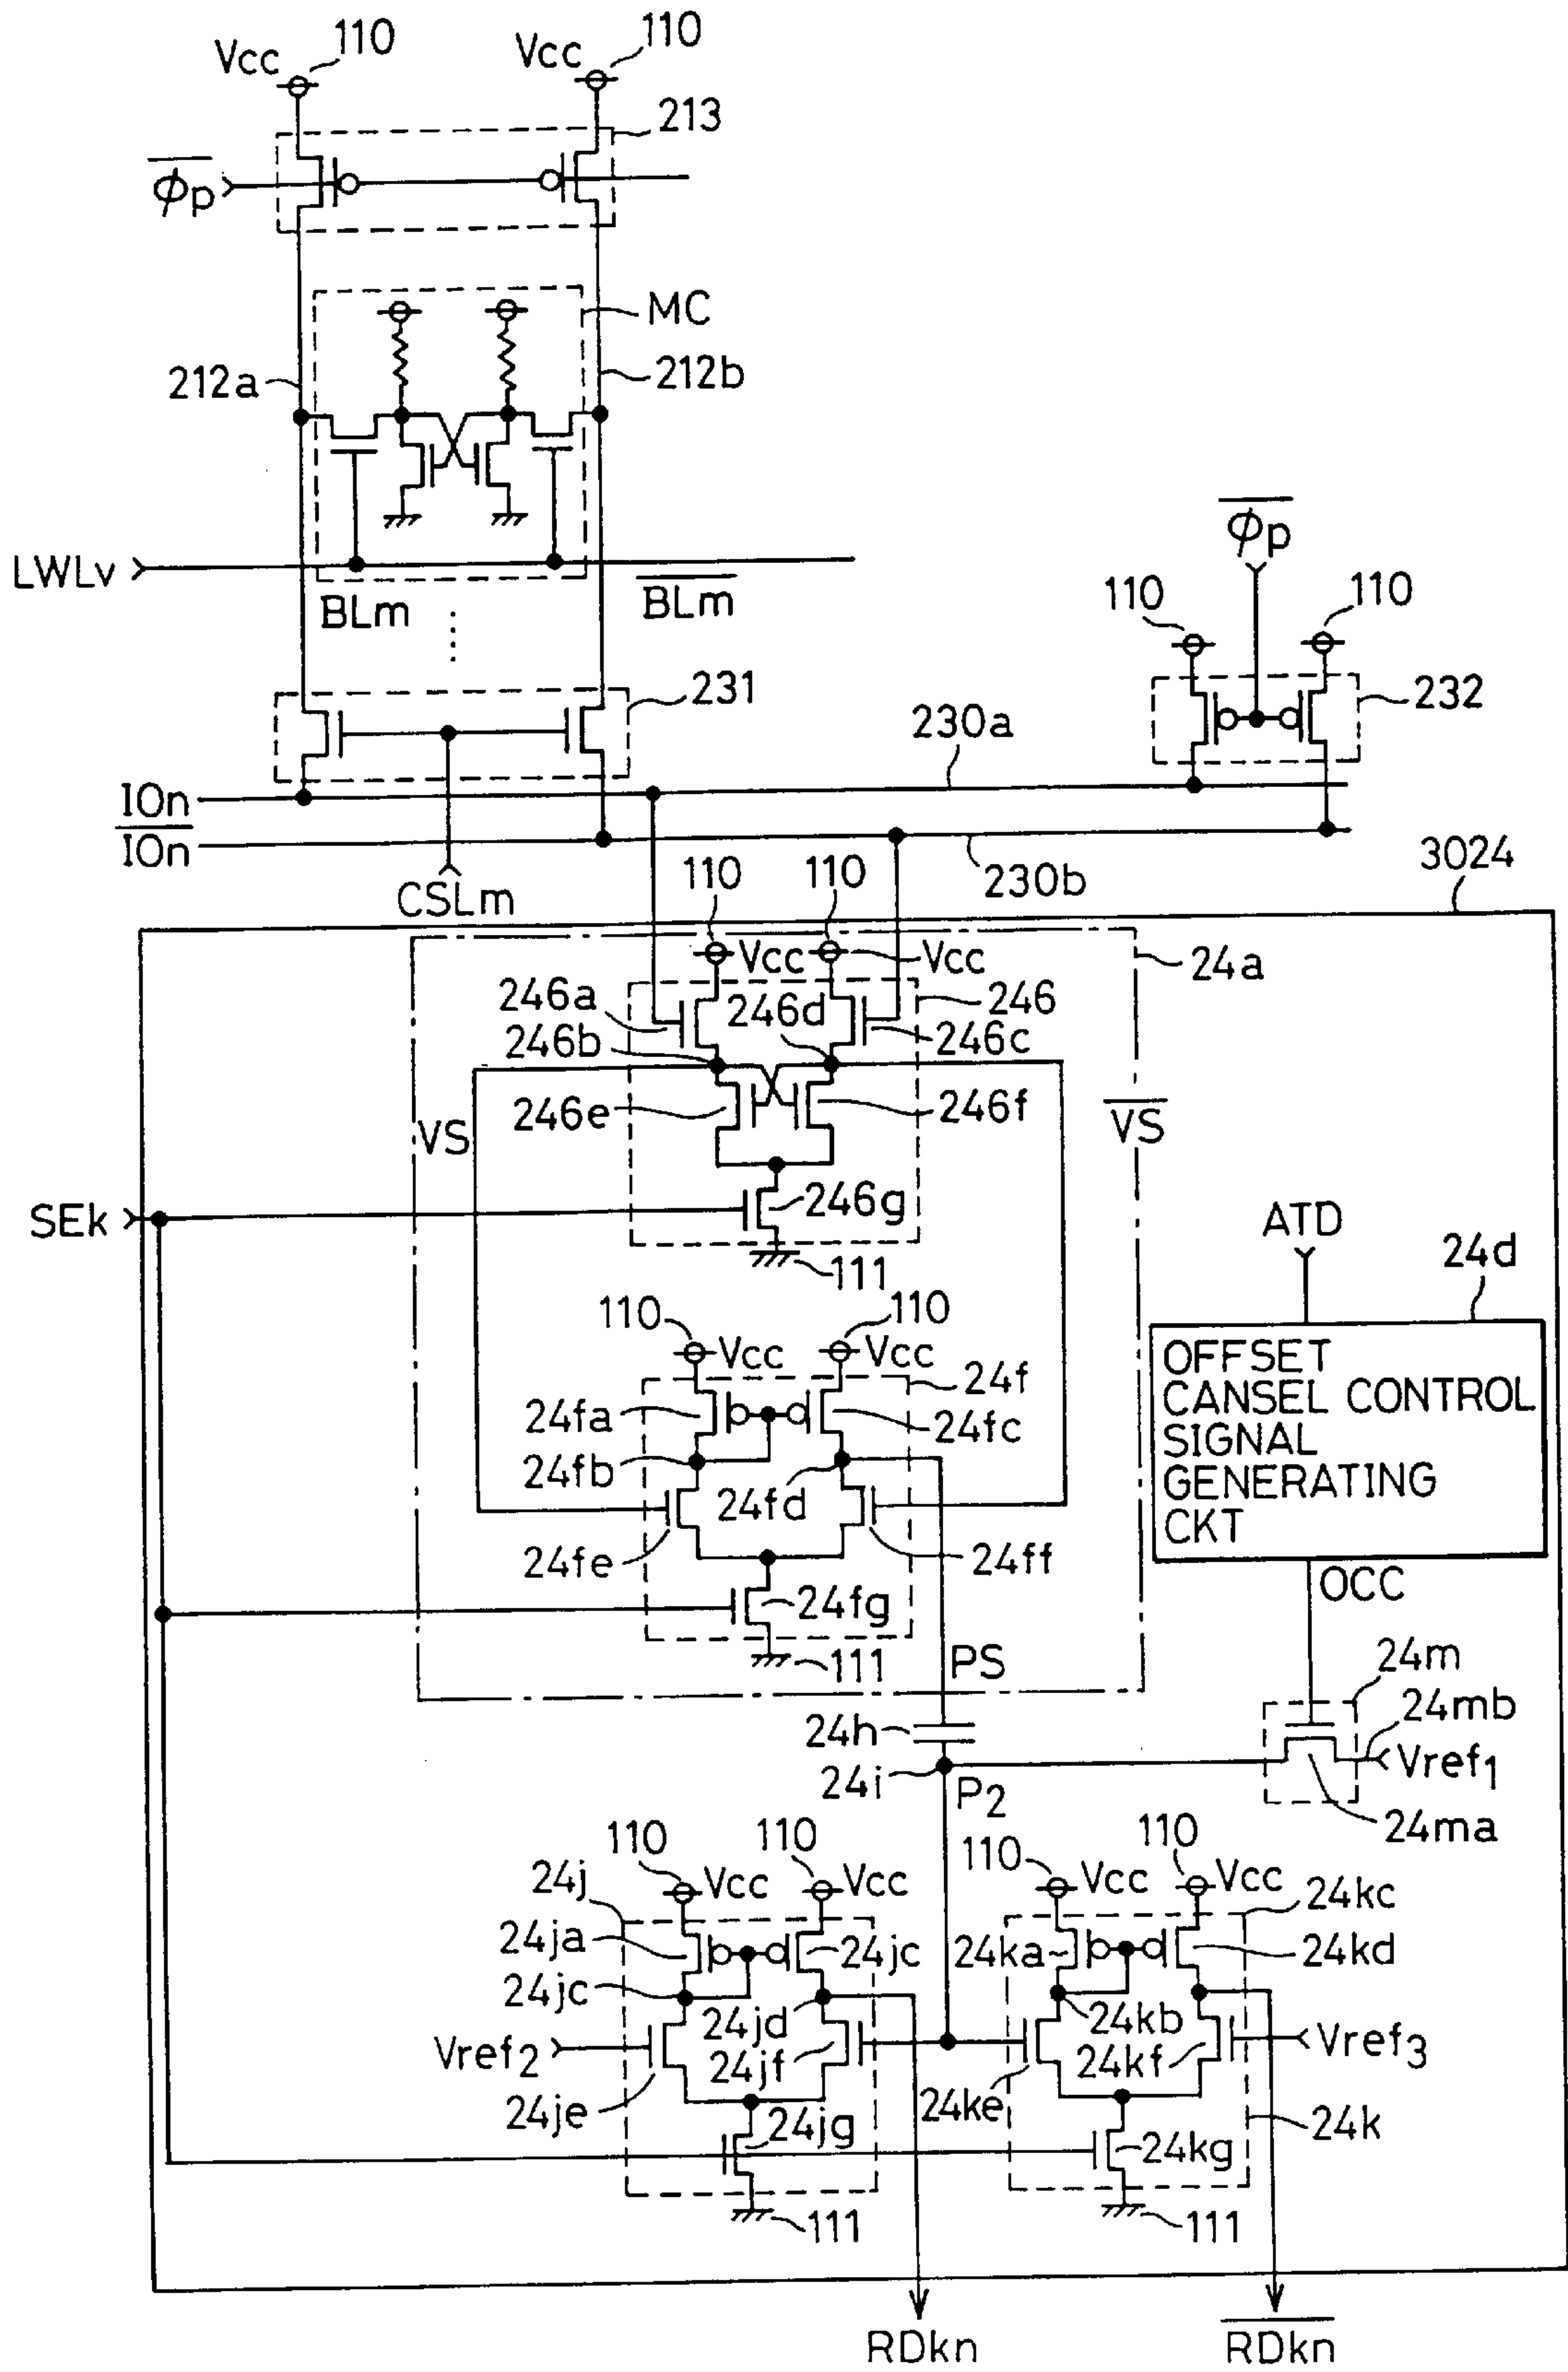 Vcc 110 Vcc 110
213
φp
MC
212a 212b
LWLv
BLm BLm
φp
110 110
231
232
230a
IOn
IOn
230b
CSLm
3024
110 110
Vcc Vcc
24a
246a 246d 246
246b 246c
246e 246f
VS VS
SEk
246g
111
ATD
24d
110 110
Vcc Vcc
OFFSET
CANSEL CONTROL
SIGNAL
GENERATING
CKT
24f
24fa 24fc
24fb 24fd
24fe 24ff
OCC
24fg
111 PS
24m
24mb
24h
Vref1
24i P2
24ma
110 110 110 110
24j Vcc Vcc Vcc Vcc 24kc
24ja 24jc 24ka 24kd
24jc 24jd 24kb
Vref2 24jf 24kf Vref3
24je 24ke
24jg 24kg 24k
111 111
RDkn RDkn